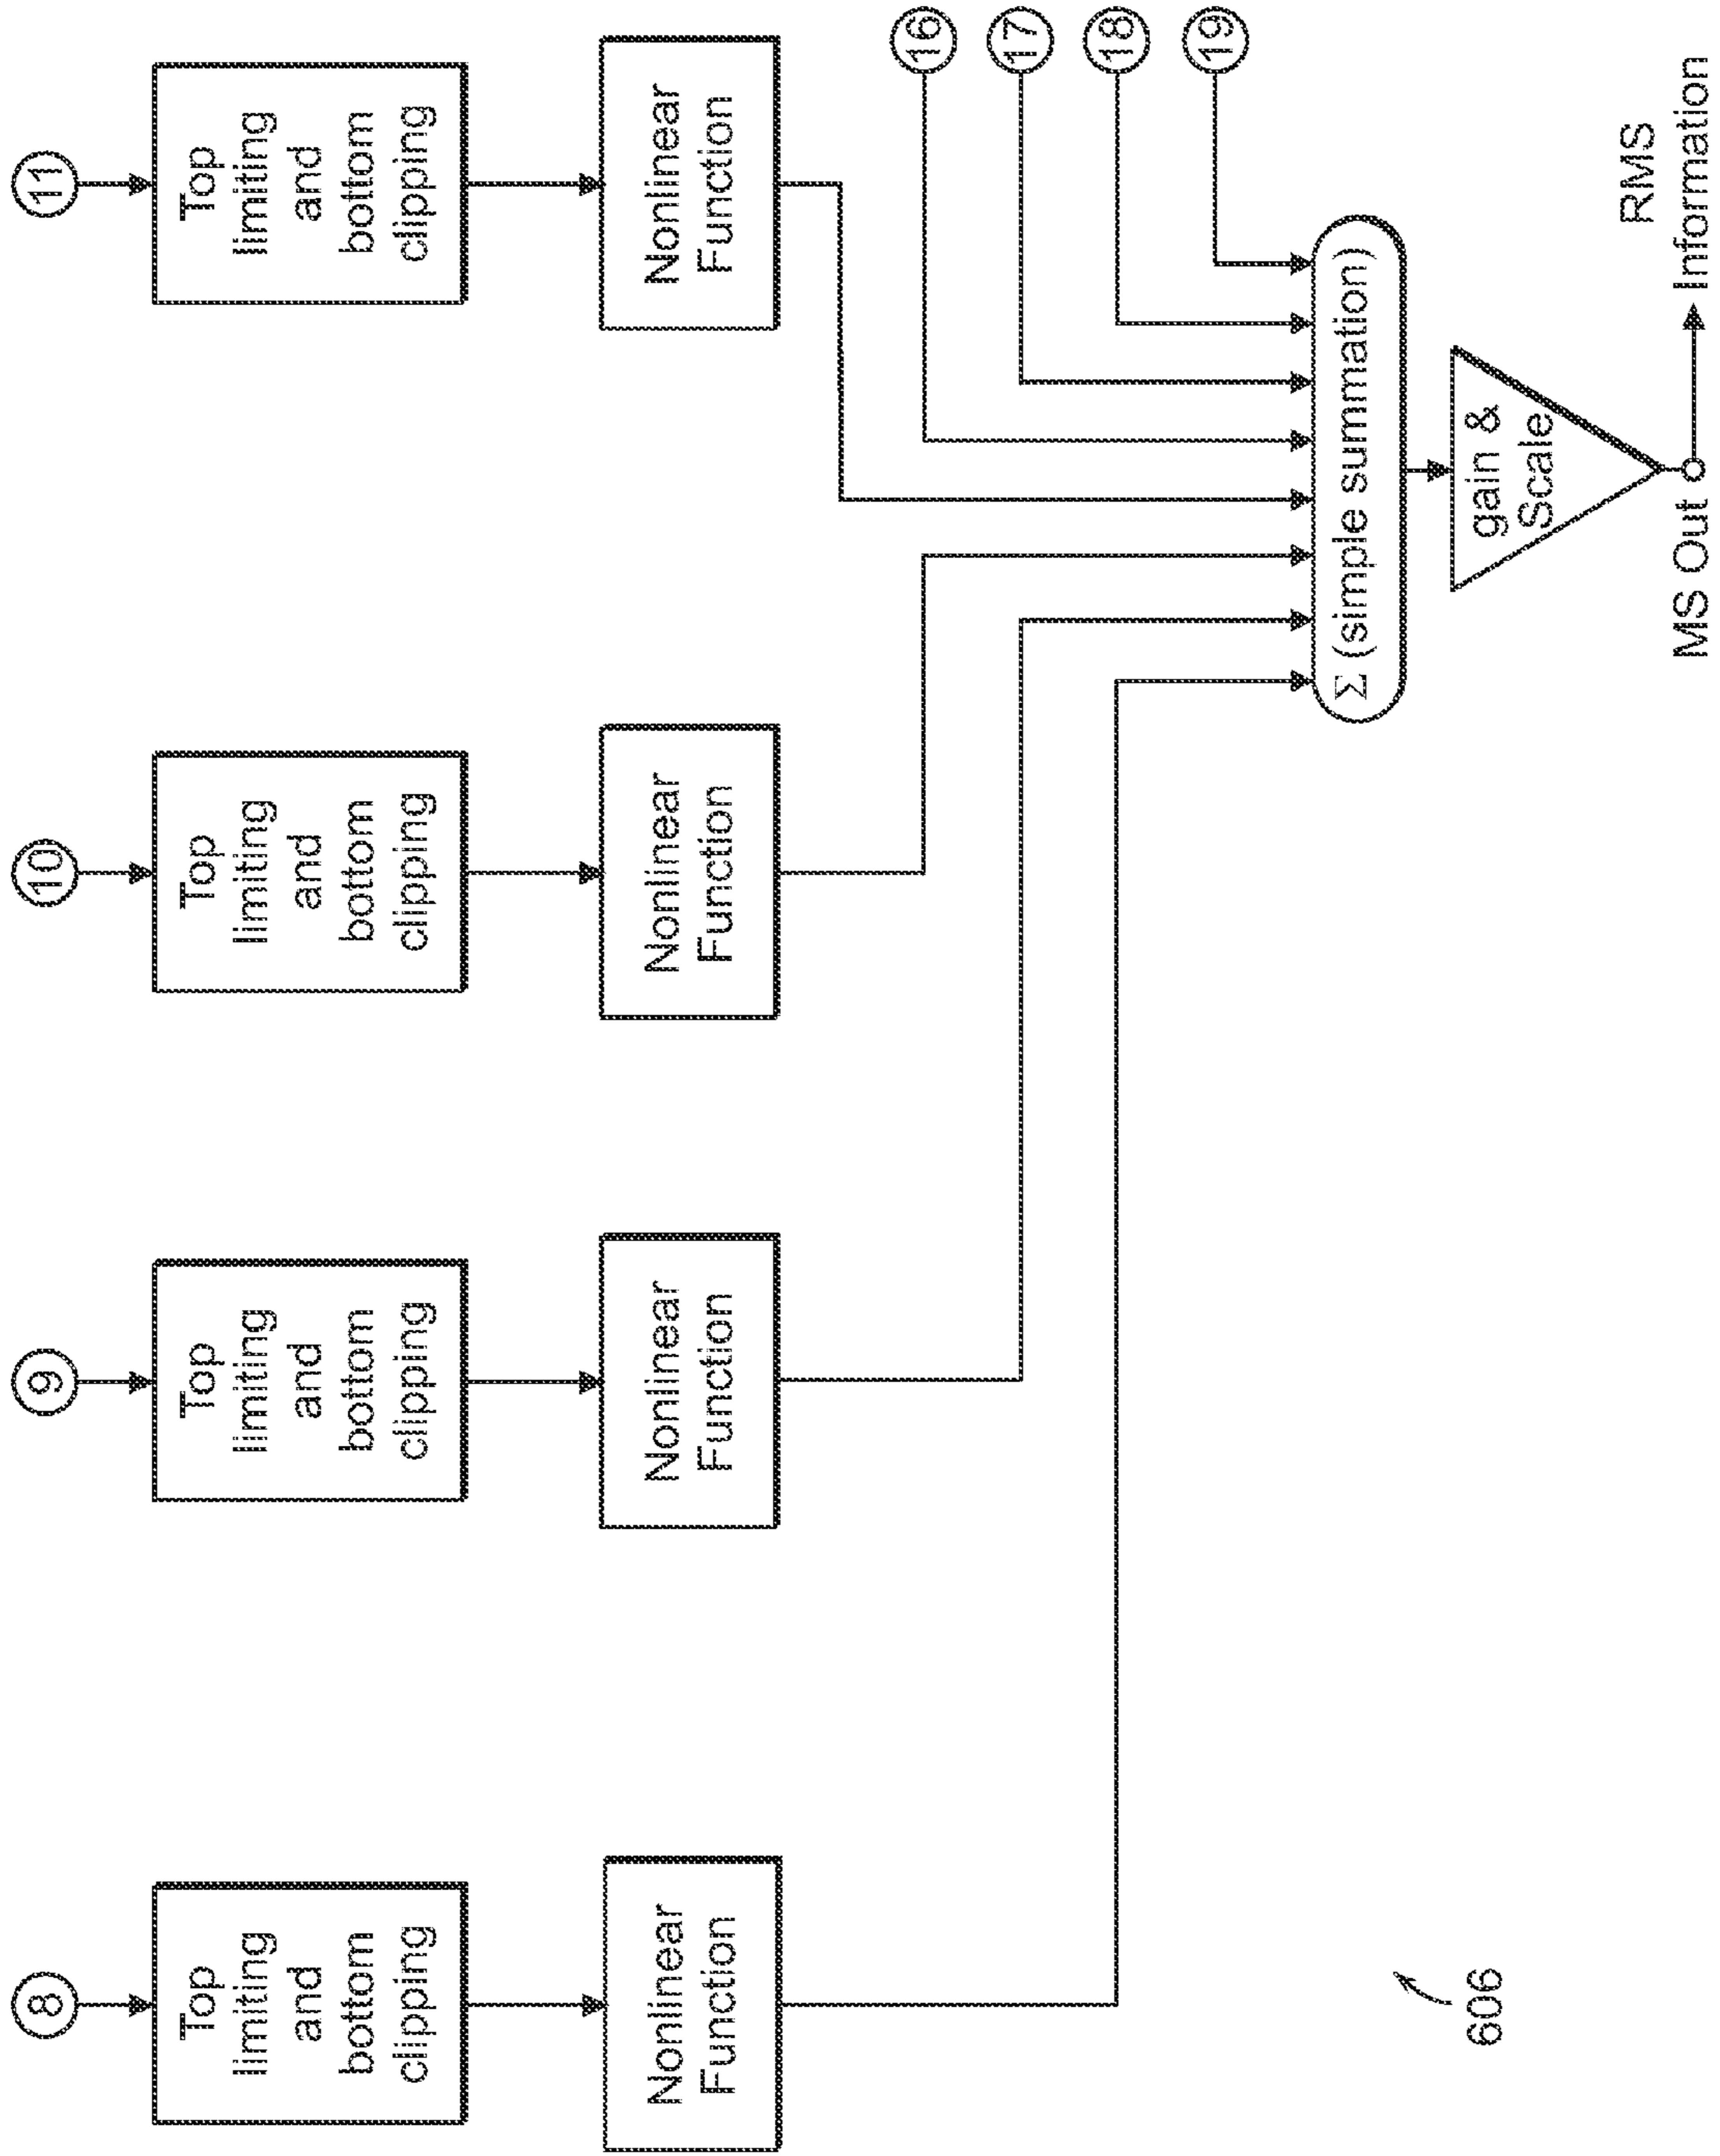 8
9
10
11
Top
limiting
and
bottom
clipping
Top
limiting
and
bottom
clipping
Top
limiting
and
bottom
clipping
Top
limiting
and
bottom
clipping
Nonlinear
Function
Nonlinear
Function
Nonlinear
Function
Nonlinear
Function
16
17
18
19
Σ (simple summation)
gain &
Scale
606
MS Out
RMS
Information